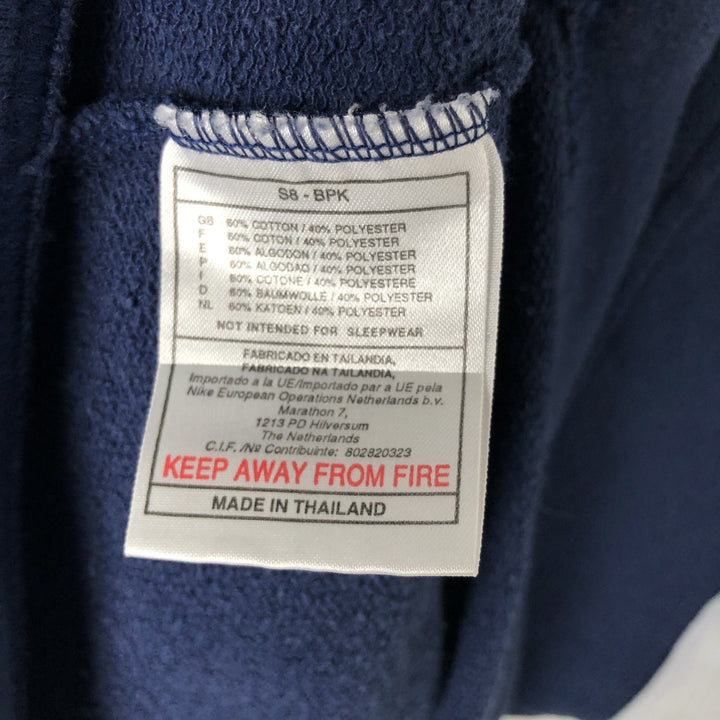 S8 - BPK
GB 60% COTTON / 40% POLYESTER
F 60% COTON / 40% POLYESTER
E 60% ALGODON / 40% POLYESTER
P 60% ALGODAO / 40% POLYESTER
I 60% COTONE / 40% POLYESTERE
D 60% BAUMWOLLE / 40% POLYESTER
NL 60% KATOEN / 40% POLYESTER
NOT INTENDED FOR SLEEPWEAR
FABRICADO EN TAILANDIA,
FABRICADO NA TAILANDIA,
Importado a la UE/Importado par a UE pela
Nike European Operations Netherlands b.v.
Marathon 7,
1213 PD Hilversum
The Netherlands
C.I.F. /Nº Contribuinte: 802820323
KEEP AWAY FROM FIRE
MADE IN THAILAND